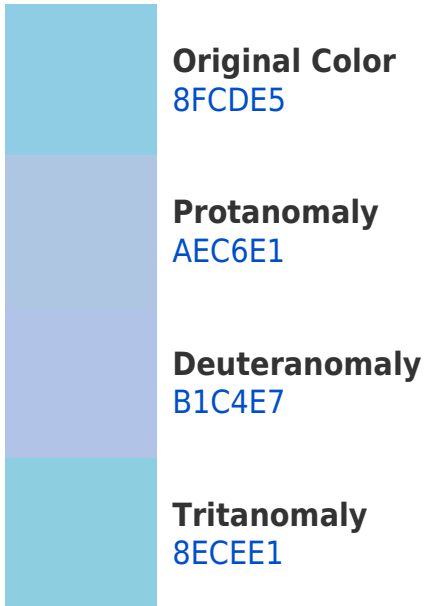 Original Color
8FCDE5
Protanomaly
AEC6E1
Deuteranomaly
B1C4E7
Tritanomaly
8ECEE1